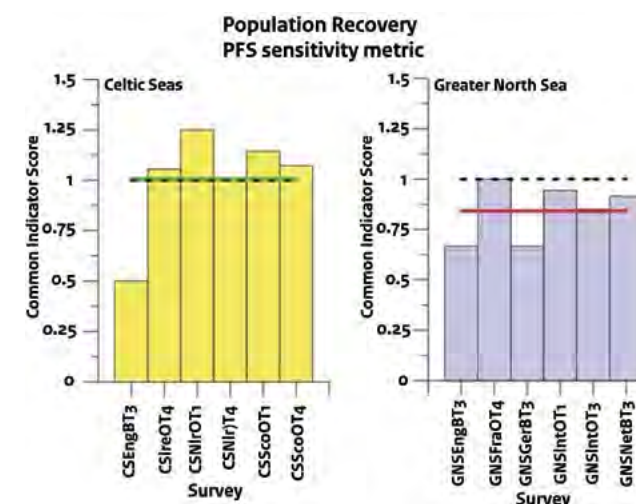 Population Recovery
PFS sensitivity metric
Celtic Seas
Common Indicator Score
1.5
1.25
1
0.75
0.5
0.25
0
CSEngBT3
CSIreOT4
CSNIrOT1
CSNIr)T4
CSScoOT1
CSScoOT4
Survey
Greater North Sea
Common Indicator Score
1.5
1.25
1
0.75
0.5
0.25
0
GNSEngBT3
GNSFraOT4
GNSGerBT3
GNSIntOT1
GNSIntOT3
GNSNetBT3
Survey